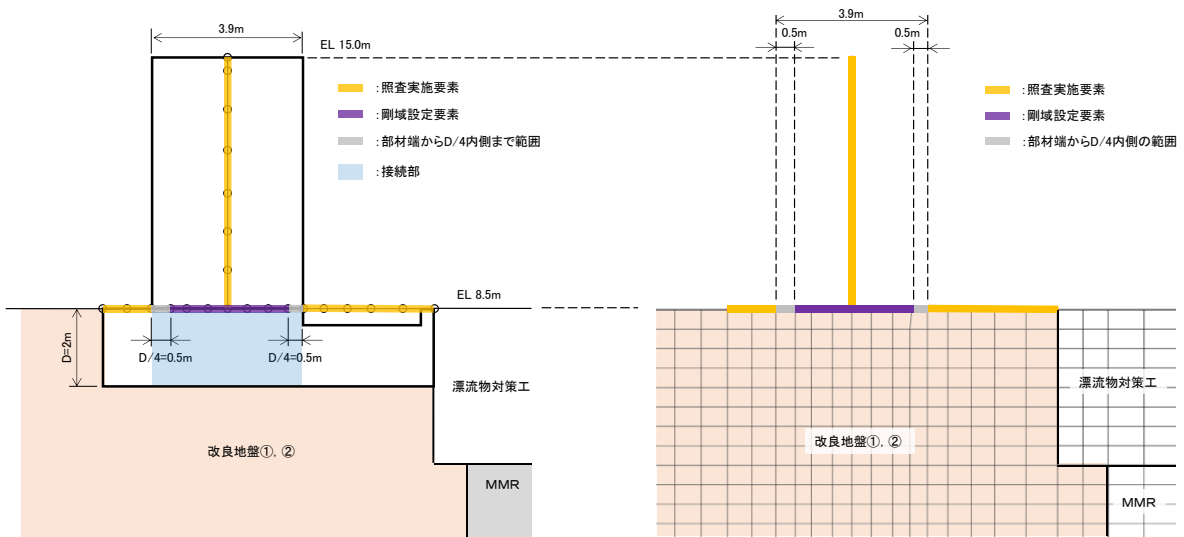 3.9m
EL 15.0m
:照査実施要素
:剛域設定要素
:部材端からD/4内側まで範囲
:接続部
EL 8.5m
D=2m
D/4=0.5m
D/4=0.5m
漂流物対策工
改良地盤①，②
MMR
3.9m
0.5m
0.5m
:照査実施要素
:剛域設定要素
:部材端からD/4内側の範囲
漂流物対策工
改良地盤①，②
MMR